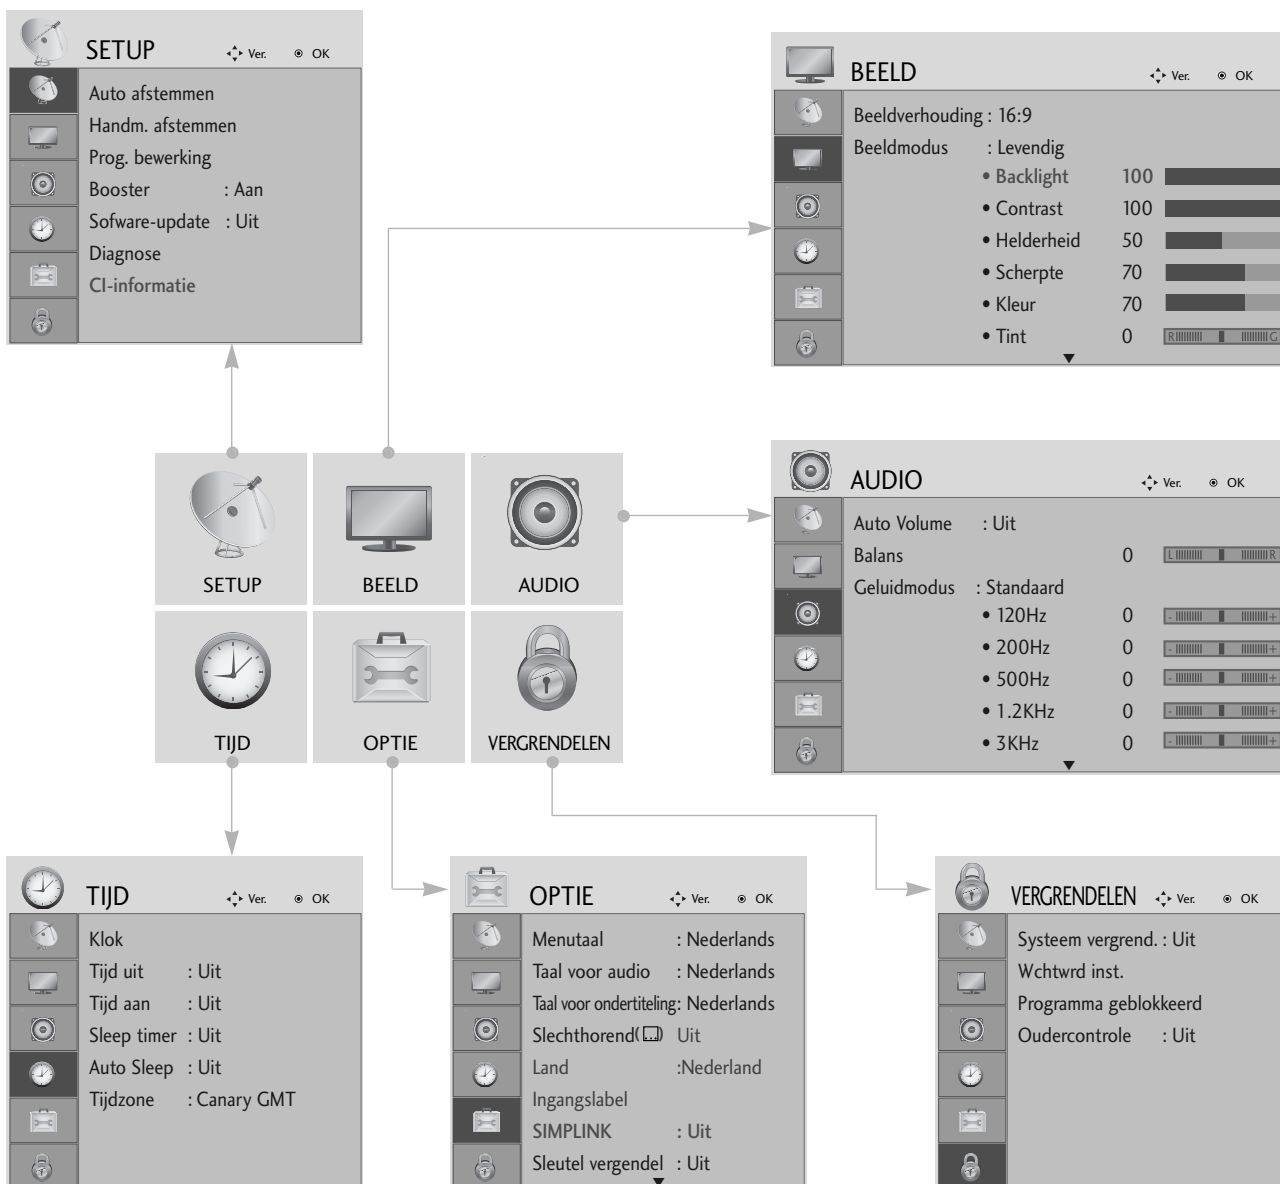 SETUP Ver. OK
Auto afstemmen
Handm. afstemmen
Prog. bewerking
Booster : Aan
Sofware-update : Uit
Diagnose
CI-informatie
BEELD Ver. OK
Beeldverhouding : 16:9
Beeldmodus : Levendig
• Backlight 100
• Contrast 100
• Helderheid 50
• Scherpte 70
• Kleur 70
• Tint 0 R G
SETUP
BEELD
AUDIO
TIJD
OPTIE
VERGRENDELEN
AUDIO Ver. OK
Auto Volume : Uit
Balans 0 L R
Geluidmodus : Standaard
• 120Hz 0 - +
• 200Hz 0 - +
• 500Hz 0 - +
• 1.2KHz 0 - +
• 3KHz 0 - +
TIJD Ver. OK
Klok
Tijd uit : Uit
Tijd aan : Uit
Sleep timer : Uit
Auto Sleep : Uit
Tijdzone : Canary GMT
OPTIE Ver. OK
Menutaal : Nederlands
Taal voor audio : Nederlands
Taal voor ondertiteling: Nederlands
Slechthorend( ) Uit
Land :Nederland
Ingangslabel
SIMPLINK : Uit
Sleutel vergendel : Uit
VERGRENDELEN Ver. OK
Systeem vergrend. : Uit
Wchtwrd inst.
Programma geblokkeerd
Oudercontrole : Uit